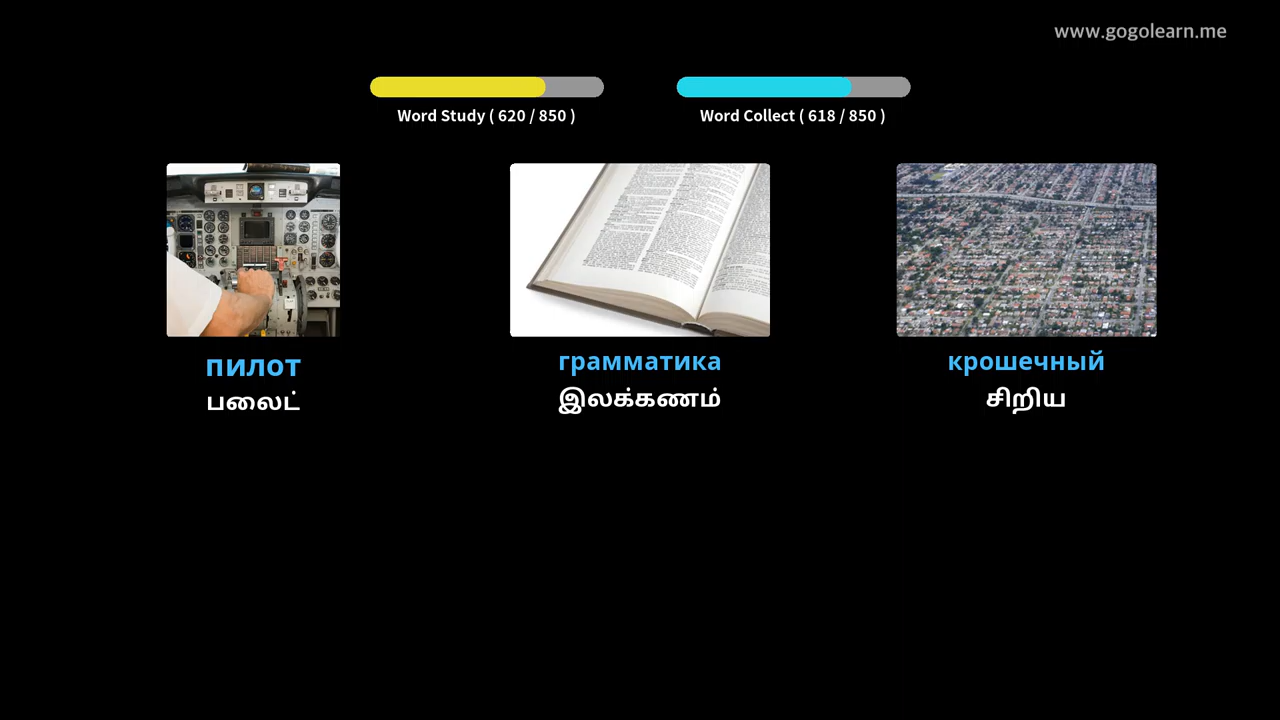 www.gogolearn.me
Word Study ( 620 / 850 )
Word Collect ( 618 / 850 )
пилот
பலைட்
грамматика
இலக்கணம்
крошечный
சிறிய